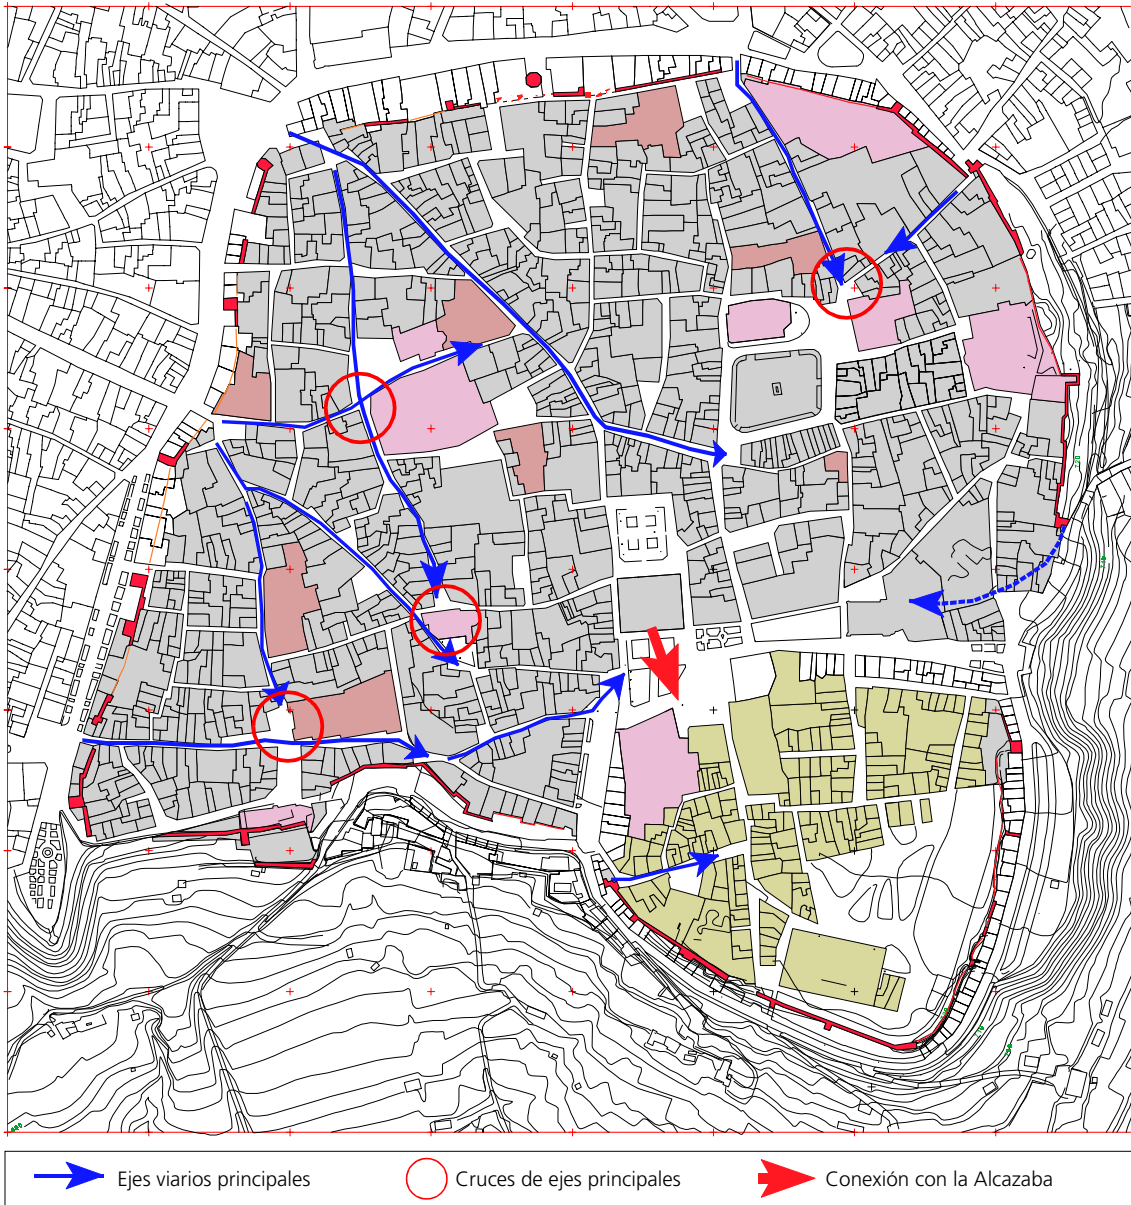 Ejes viarios principales
Cruces de ejes principales
Conexión con la Alcazaba